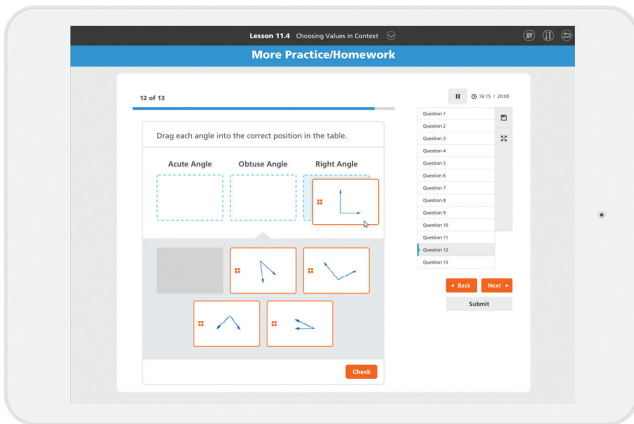 Lesson 11.4 Choosing Values in Context
More Practice/Homework
12 of 13
16:15 / 20:00
Drag each angle into the correct position in the table.
Acute Angle Obtuse Angle Right Angle
Check
Question 1
Question 2
Question 3
Question 4
Question 5
Question 6
Question 7
Question 8
Question 9
Question 10
Question 11
Question 12
Question 13
Back Next
Submit